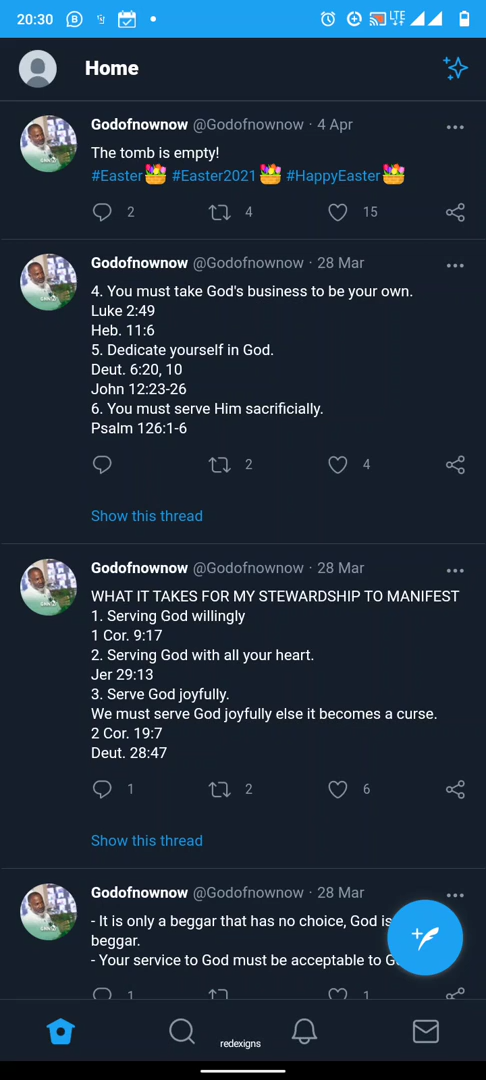 20:30
LTE
Home
Godofnownow @Godofnownow · 4 Apr
The tomb is empty!
#Easter #Easter2021 #HappyEaster
2 4 15
Godofnownow @Godofnownow · 28 Mar
4. You must take God's business to be your own.
Luke 2:49
Heb. 11:6
5. Dedicate yourself in God.
Deut. 6:20, 10
John 12:23-26
6. You must serve Him sacrificially.
Psalm 126:1-6
2 4
Show this thread
Godofnownow @Godofnownow · 28 Mar
WHAT IT TAKES FOR MY STEWARDSHIP TO MANIFEST
1. Serving God willingly
1 Cor. 9:17
2. Serving God with all your heart.
Jer 29:13
3. Serve God joyfully.
We must serve God joyfully else it becomes a curse.
2 Cor. 19:7
Deut. 28:47
1 2 6
Show this thread
Godofnownow @Godofnownow · 28 Mar
- It is only a beggar that has no choice, God is
beggar.
- Your service to God must be acceptable to
1 1
redexigns